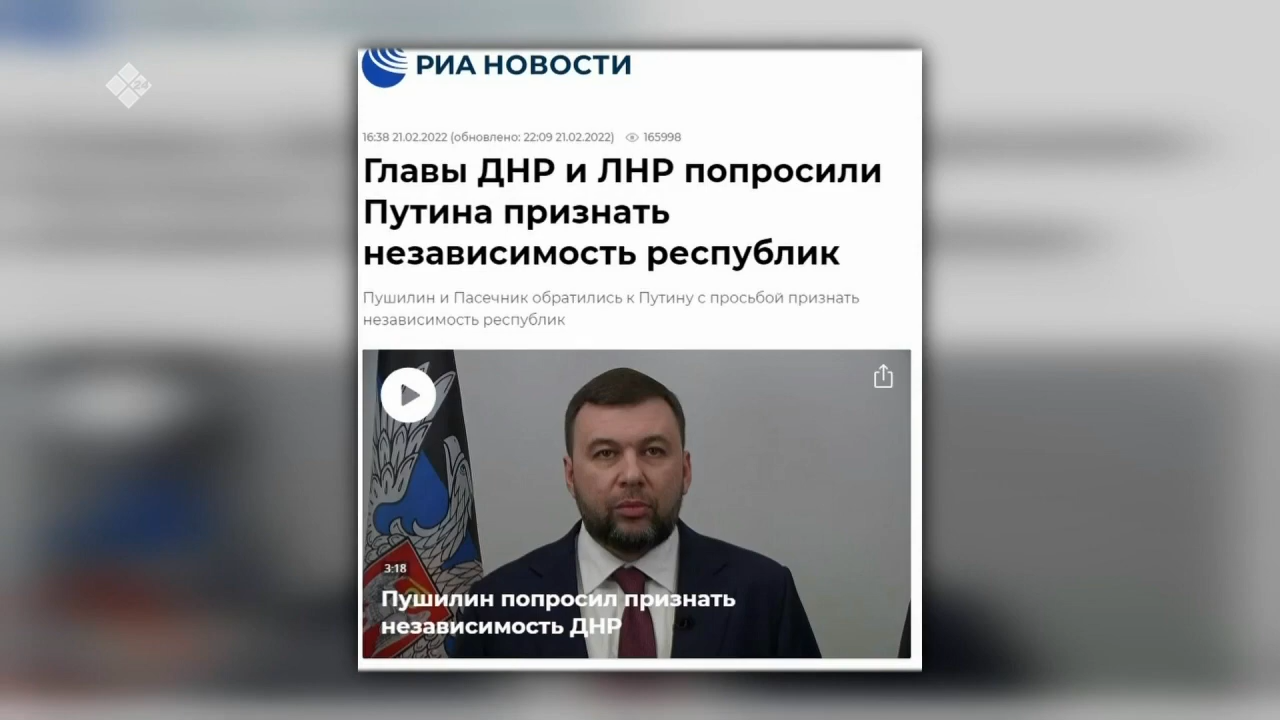 24
РИА НОВОСТИ
16:38 21.02.2022 (обновлено: 22:09 21.02.2022) 165998
Главы ДНР и ЛНР попросили
Путина признать
независимость республик
Пушилин и Пасечник обратились к Путину с просьбой признать
независимость республик
3:18
Пушилин попросил признать
независимость ДНР